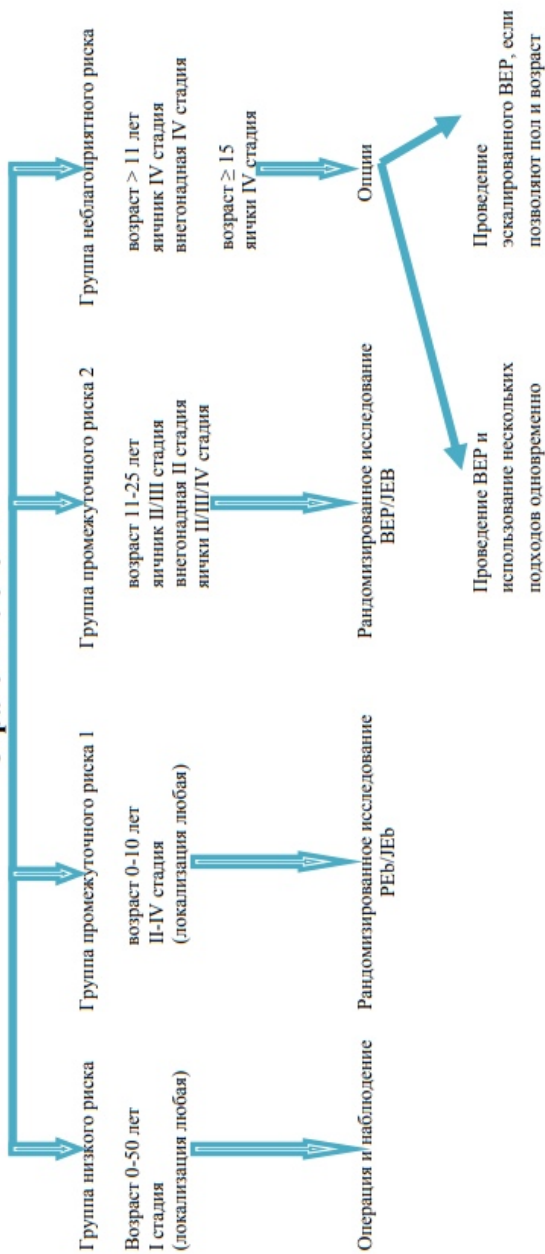 Группа низкого риска
Возраст 0-50 лет
I стадия
(локализация любая)
Операция и наблюдение
Группа промежуточного риска 1
возраст 0-10 лет
II-IV стадия
(локализация любая)
Рандомизированное исследование
PEb/JEb
Группа промежуточного риска 2
возраст 11-25 лет
яичник II/III стадия
внегонадная II стадия
яички II/III/IV стадия
Рандомизированное исследование
BEP/JEB
Группа неблагоприятного риска
возраст > 11 лет
яичник IV стадия
внегонадная IV стадия
возраст ≥ 15
яички IV стадия
Опции
Проведение BEP и
использование нескольких
подходов одновременно
Проведение
эскалированного BEP, если
позволяют пол и возраст